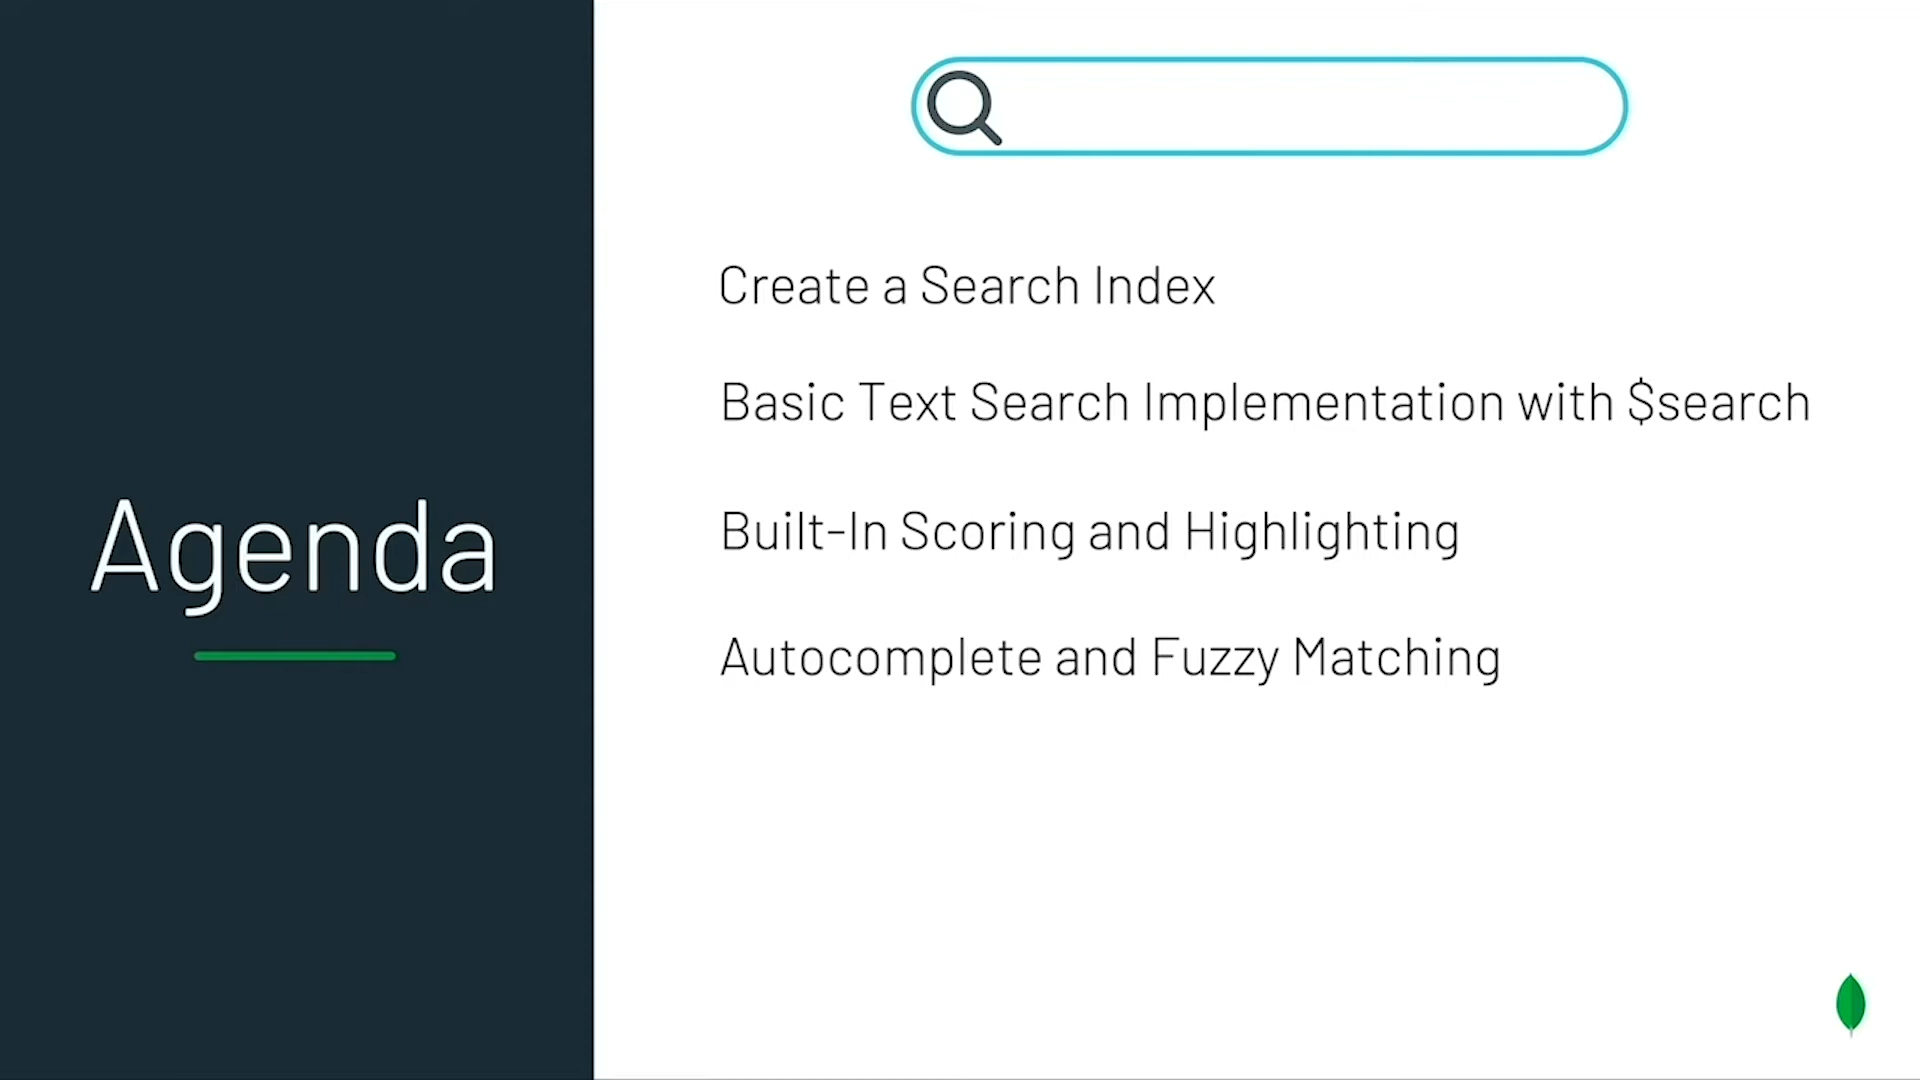 Agenda
Create a Search Index
Basic Text Search Implementation with $search
Built-In Scoring and Highlighting
Autocomplete and Fuzzy Matching